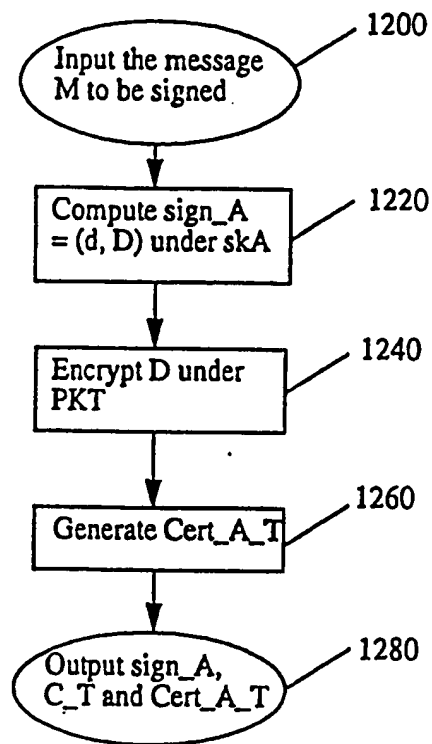 1200
Input the message
M to be signed
1220
Compute sign_A
= (d, D) under skA
1240
Encrypt D under
PKT
1260
Generate Cert_A_T
1280
Output sign_A,
C_T and Cert_A_T